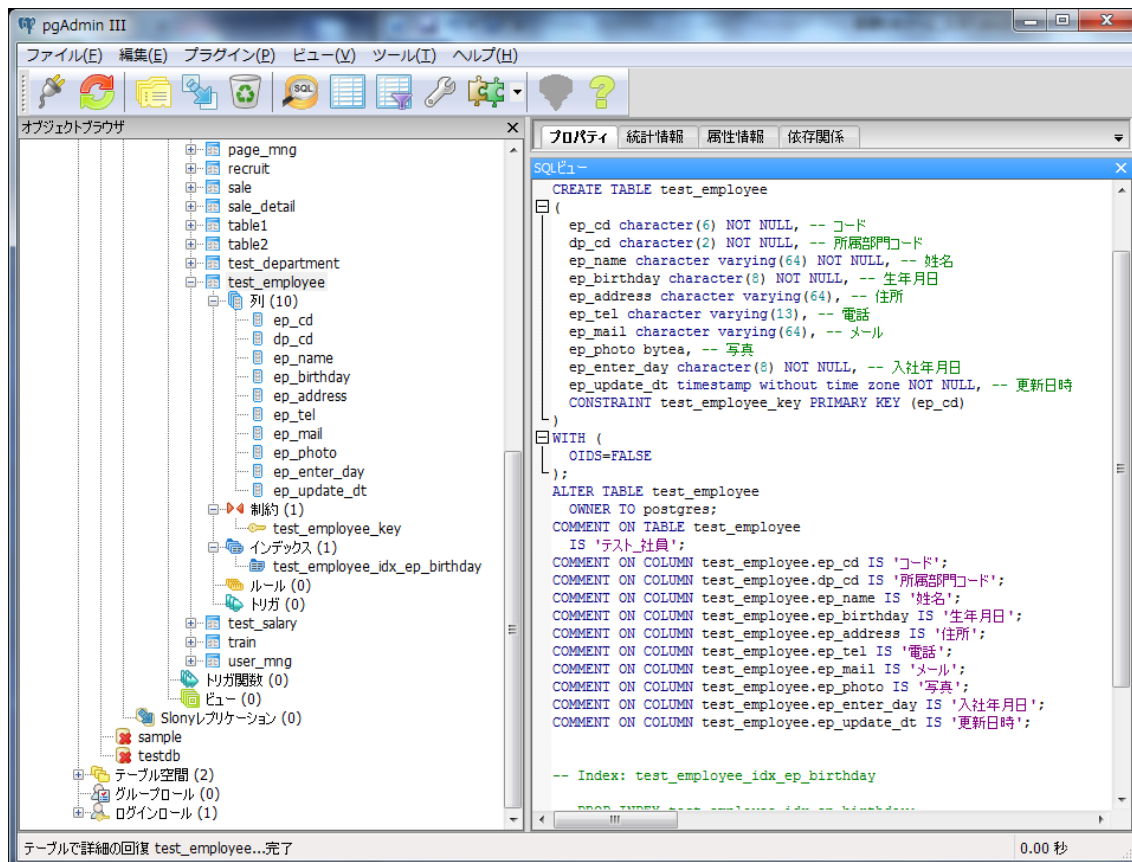 pgAdmin III
ファイル(F) 編集(E) プラグイン(P) ビュー(V) ツール(T) ヘルプ(H)
SQL
オブジェクトブラウザ
page_mng
recruit
sale
sale_detail
table1
table2
test_department
test_employee
列 (10)
ep_cd
dp_cd
ep_name
ep_birthday
ep_address
ep_tel
ep_mail
ep_photo
ep_enter_day
ep_update_dt
制約 (1)
test_employee_key
インデックス (1)
test_employee_idx_ep_birthday
ルール (0)
トリガ (0)
test_salary
train
user_mng
トリガ関数 (0)
ビュー (0)
Slonyレプリケーション (0)
sample
testdb
テーブル空間 (2)
グループロール (0)
ログインロール (1)
プロパティ 統計情報 属性情報 依存関係
SQLビュー
CREATE TABLE test_employee
(
ep_cd character(6) NOT NULL, -- コード
dp_cd character(2) NOT NULL, -- 所属部門コード
ep_name character varying(64) NOT NULL, -- 姓名
ep_birthday character(8) NOT NULL, -- 生年月日
ep_address character varying(64), -- 住所
ep_tel character varying(13), -- 電話
ep_mail character varying(64), -- メール
ep_photo bytea, -- 写真
ep_enter_day character(8) NOT NULL, -- 入社年月日
ep_update_dt timestamp without time zone NOT NULL, -- 更新日時
CONSTRAINT test_employee_key PRIMARY KEY (ep_cd)
)
WITH (
OIDS=FALSE
);
ALTER TABLE test_employee
OWNER TO postgres;
COMMENT ON TABLE test_employee
IS 'テスト_社員';
COMMENT ON COLUMN test_employee.ep_cd IS 'コード';
COMMENT ON COLUMN test_employee.dp_cd IS '所属部門コード';
COMMENT ON COLUMN test_employee.ep_name IS '姓名';
COMMENT ON COLUMN test_employee.ep_birthday IS '生年月日';
COMMENT ON COLUMN test_employee.ep_address IS '住所';
COMMENT ON COLUMN test_employee.ep_tel IS '電話';
COMMENT ON COLUMN test_employee.ep_mail IS 'メール';
COMMENT ON COLUMN test_employee.ep_photo IS '写真';
COMMENT ON COLUMN test_employee.ep_enter_day IS '入社年月日';
COMMENT ON COLUMN test_employee.ep_update_dt IS '更新日時';
-- Index: test_employee_idx_ep_birthday
-- DROP INDEX test_employee_idx_ep_birthday;
テーブルで詳細の回復 test_employee...完了
0.00 秒